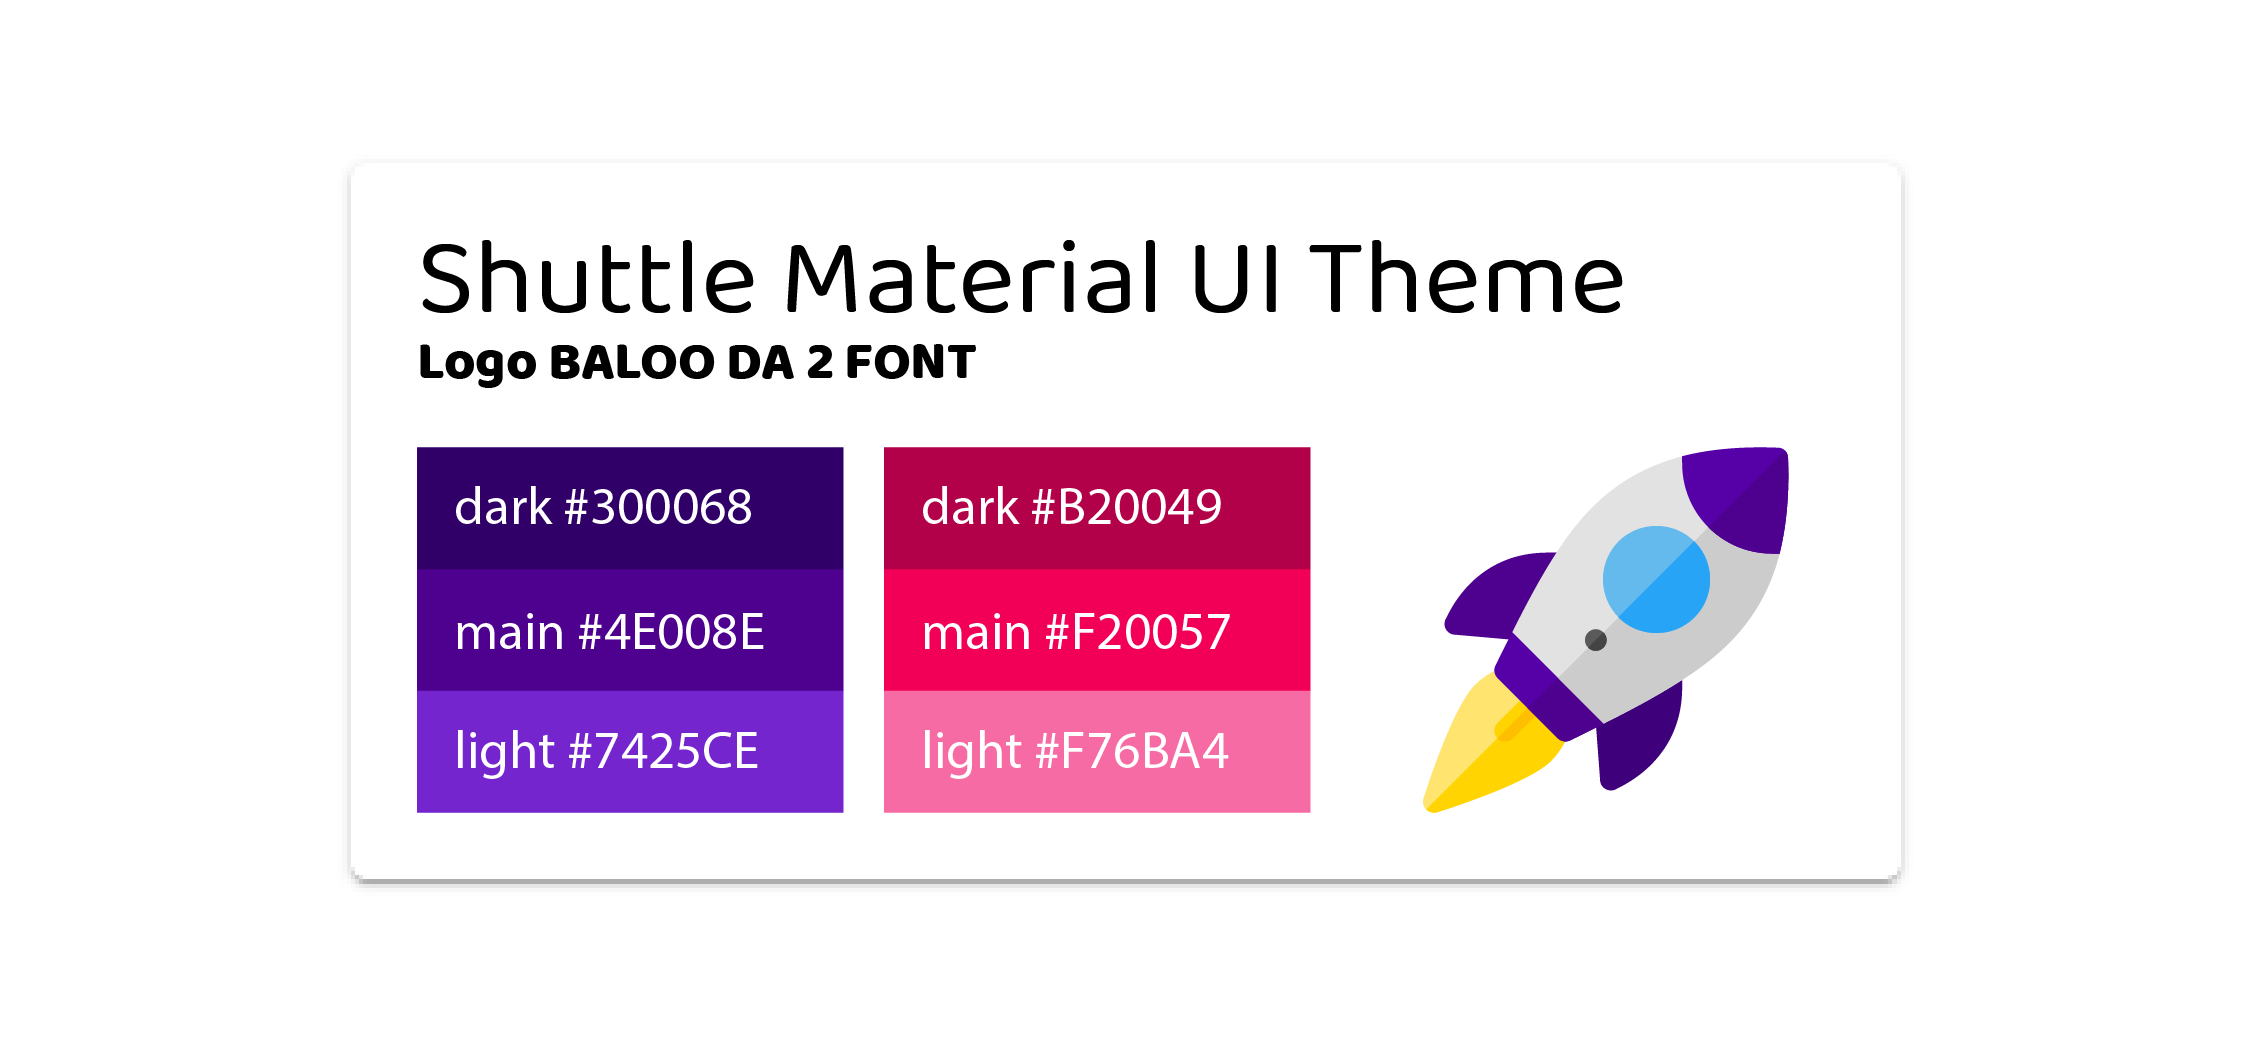 Shuttle Material UI Theme
Logo BALOO DA 2 FONT
dark #300068
main #4E008E
light #7425CE
dark #B20049
main #F20057
light #F76BA4